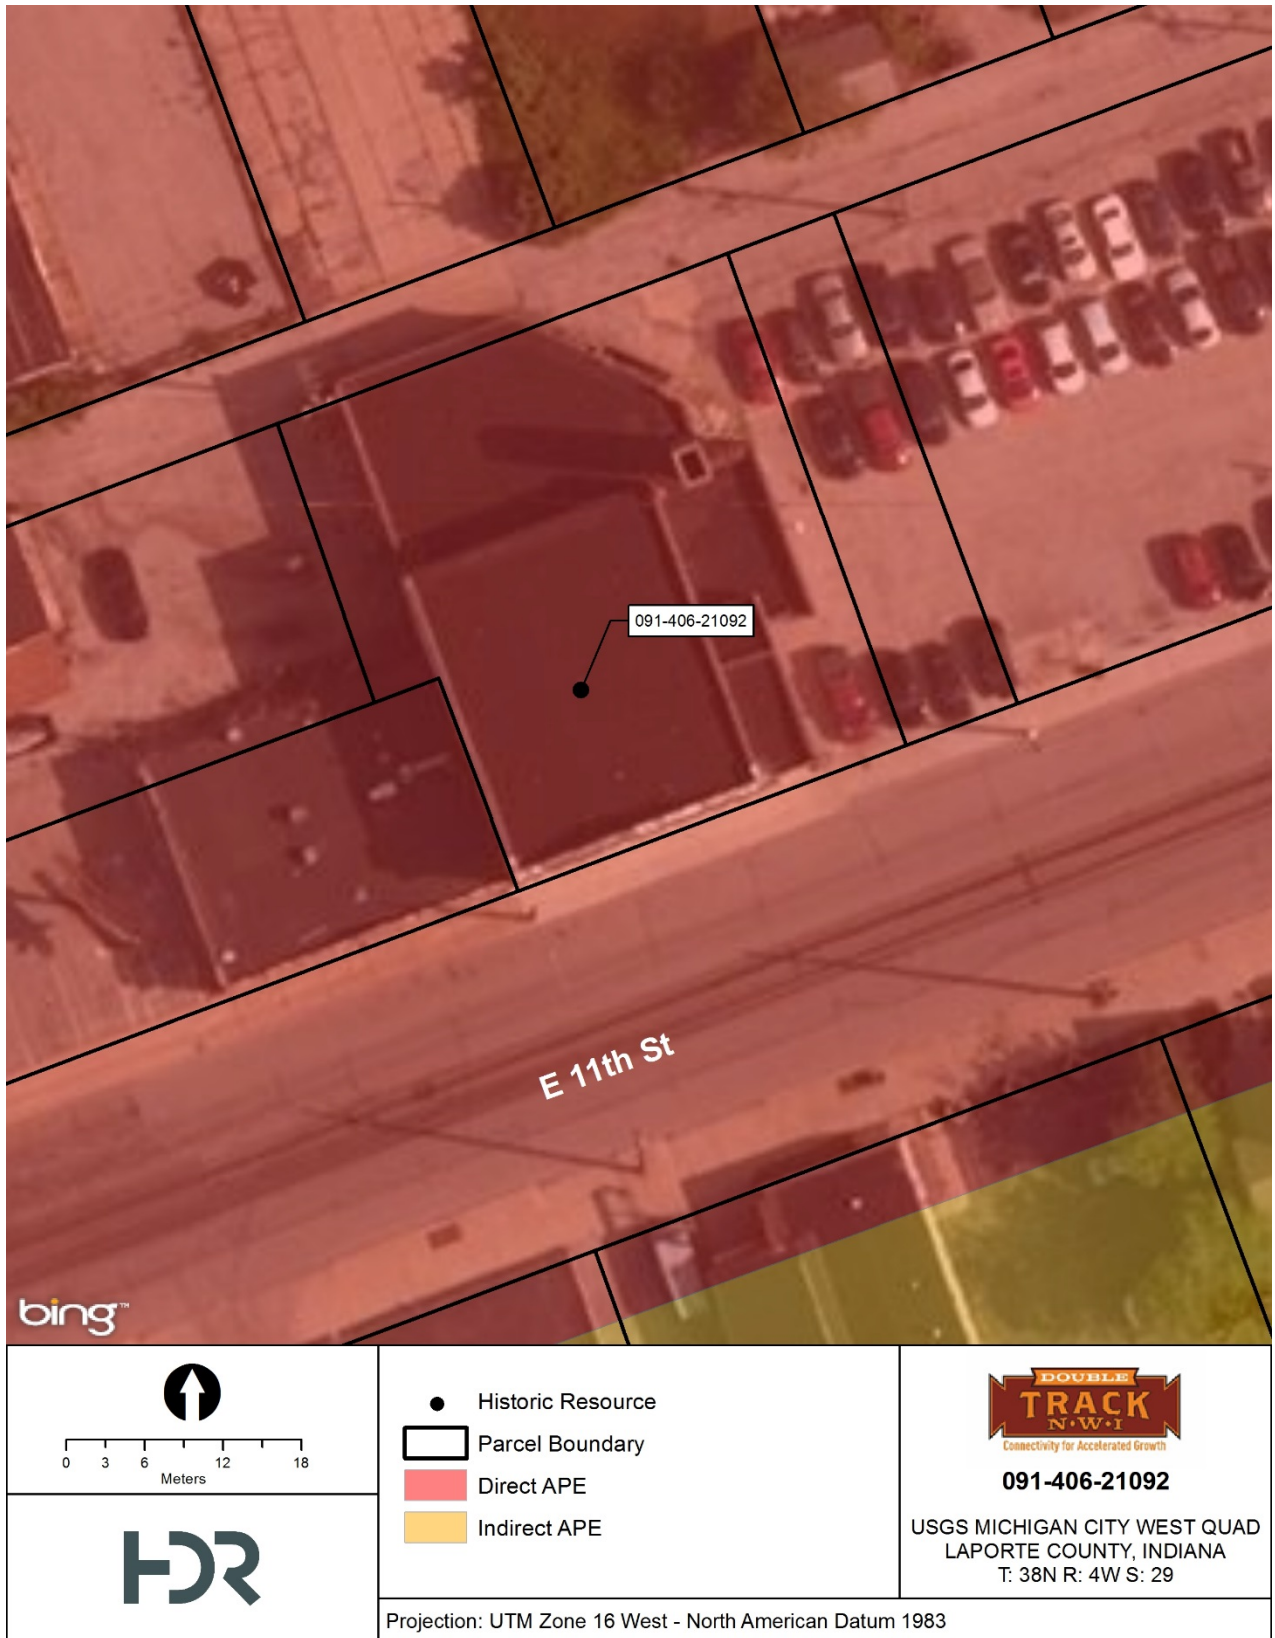 091-406-21092
E 11th St
bing™
0 3 6 12 18
Meters
HDR
Historic Resource
Parcel Boundary
Direct APE
Indirect APE
DOUBLE
TRACK
N•W•I
Connectivity for Accelerated Growth
091-406-21092
USGS MICHIGAN CITY WEST QUAD
LAPORTE COUNTY, INDIANA
T: 38N R: 4W S: 29
Projection: UTM Zone 16 West - North American Datum 1983